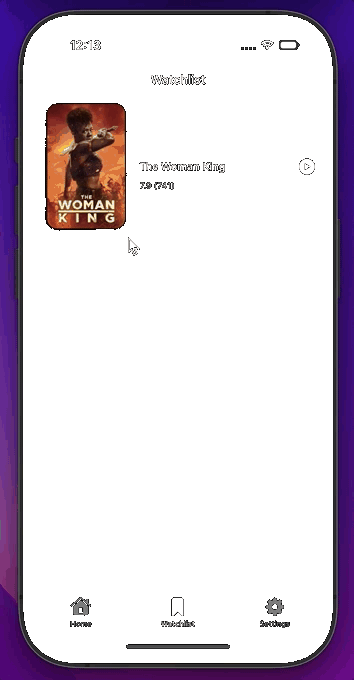 12:13
Watchlist
THE
WOMAN
KING
The Woman King
7.9 (741)
Home
Watchlist
Settings